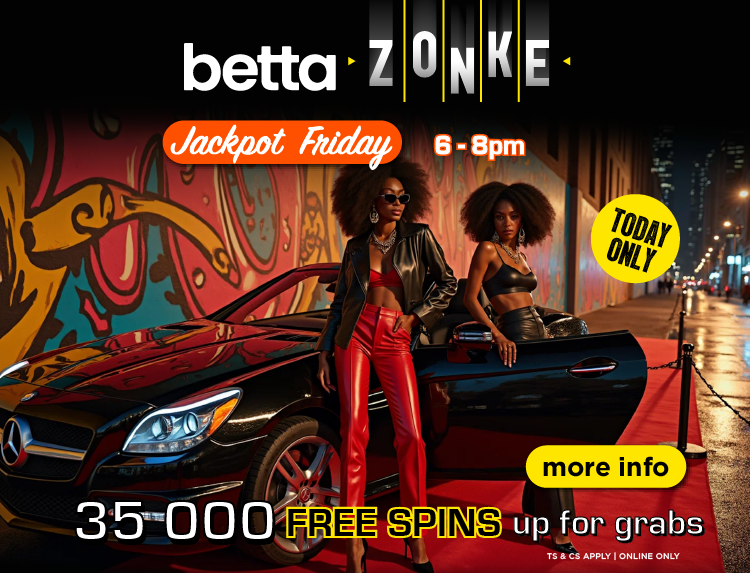 betta ZONKE
Jackpot Friday 6 - 8pm
TODAY
ONLY
more info
35 000 FREE SPINS up for grabs
TS & CS APPLY | ONLINE ONLY